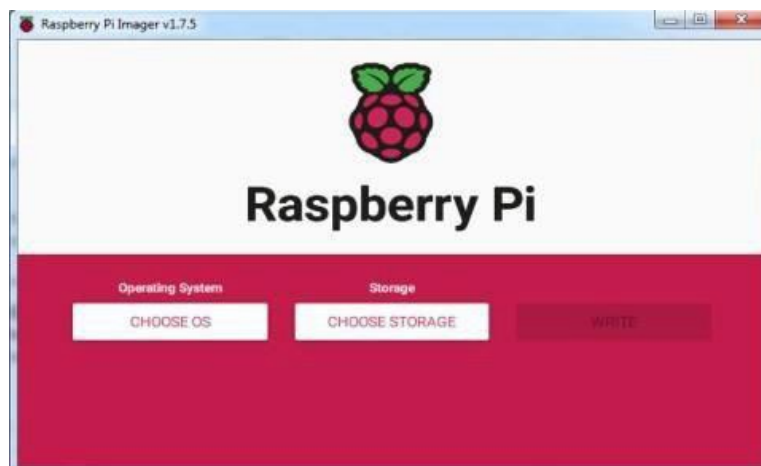 Raspberry Pi Imager v1.7.5
Raspberry Pi
Operating System
Storage
CHOOSE OS
CHOOSE STORAGE
WRITE